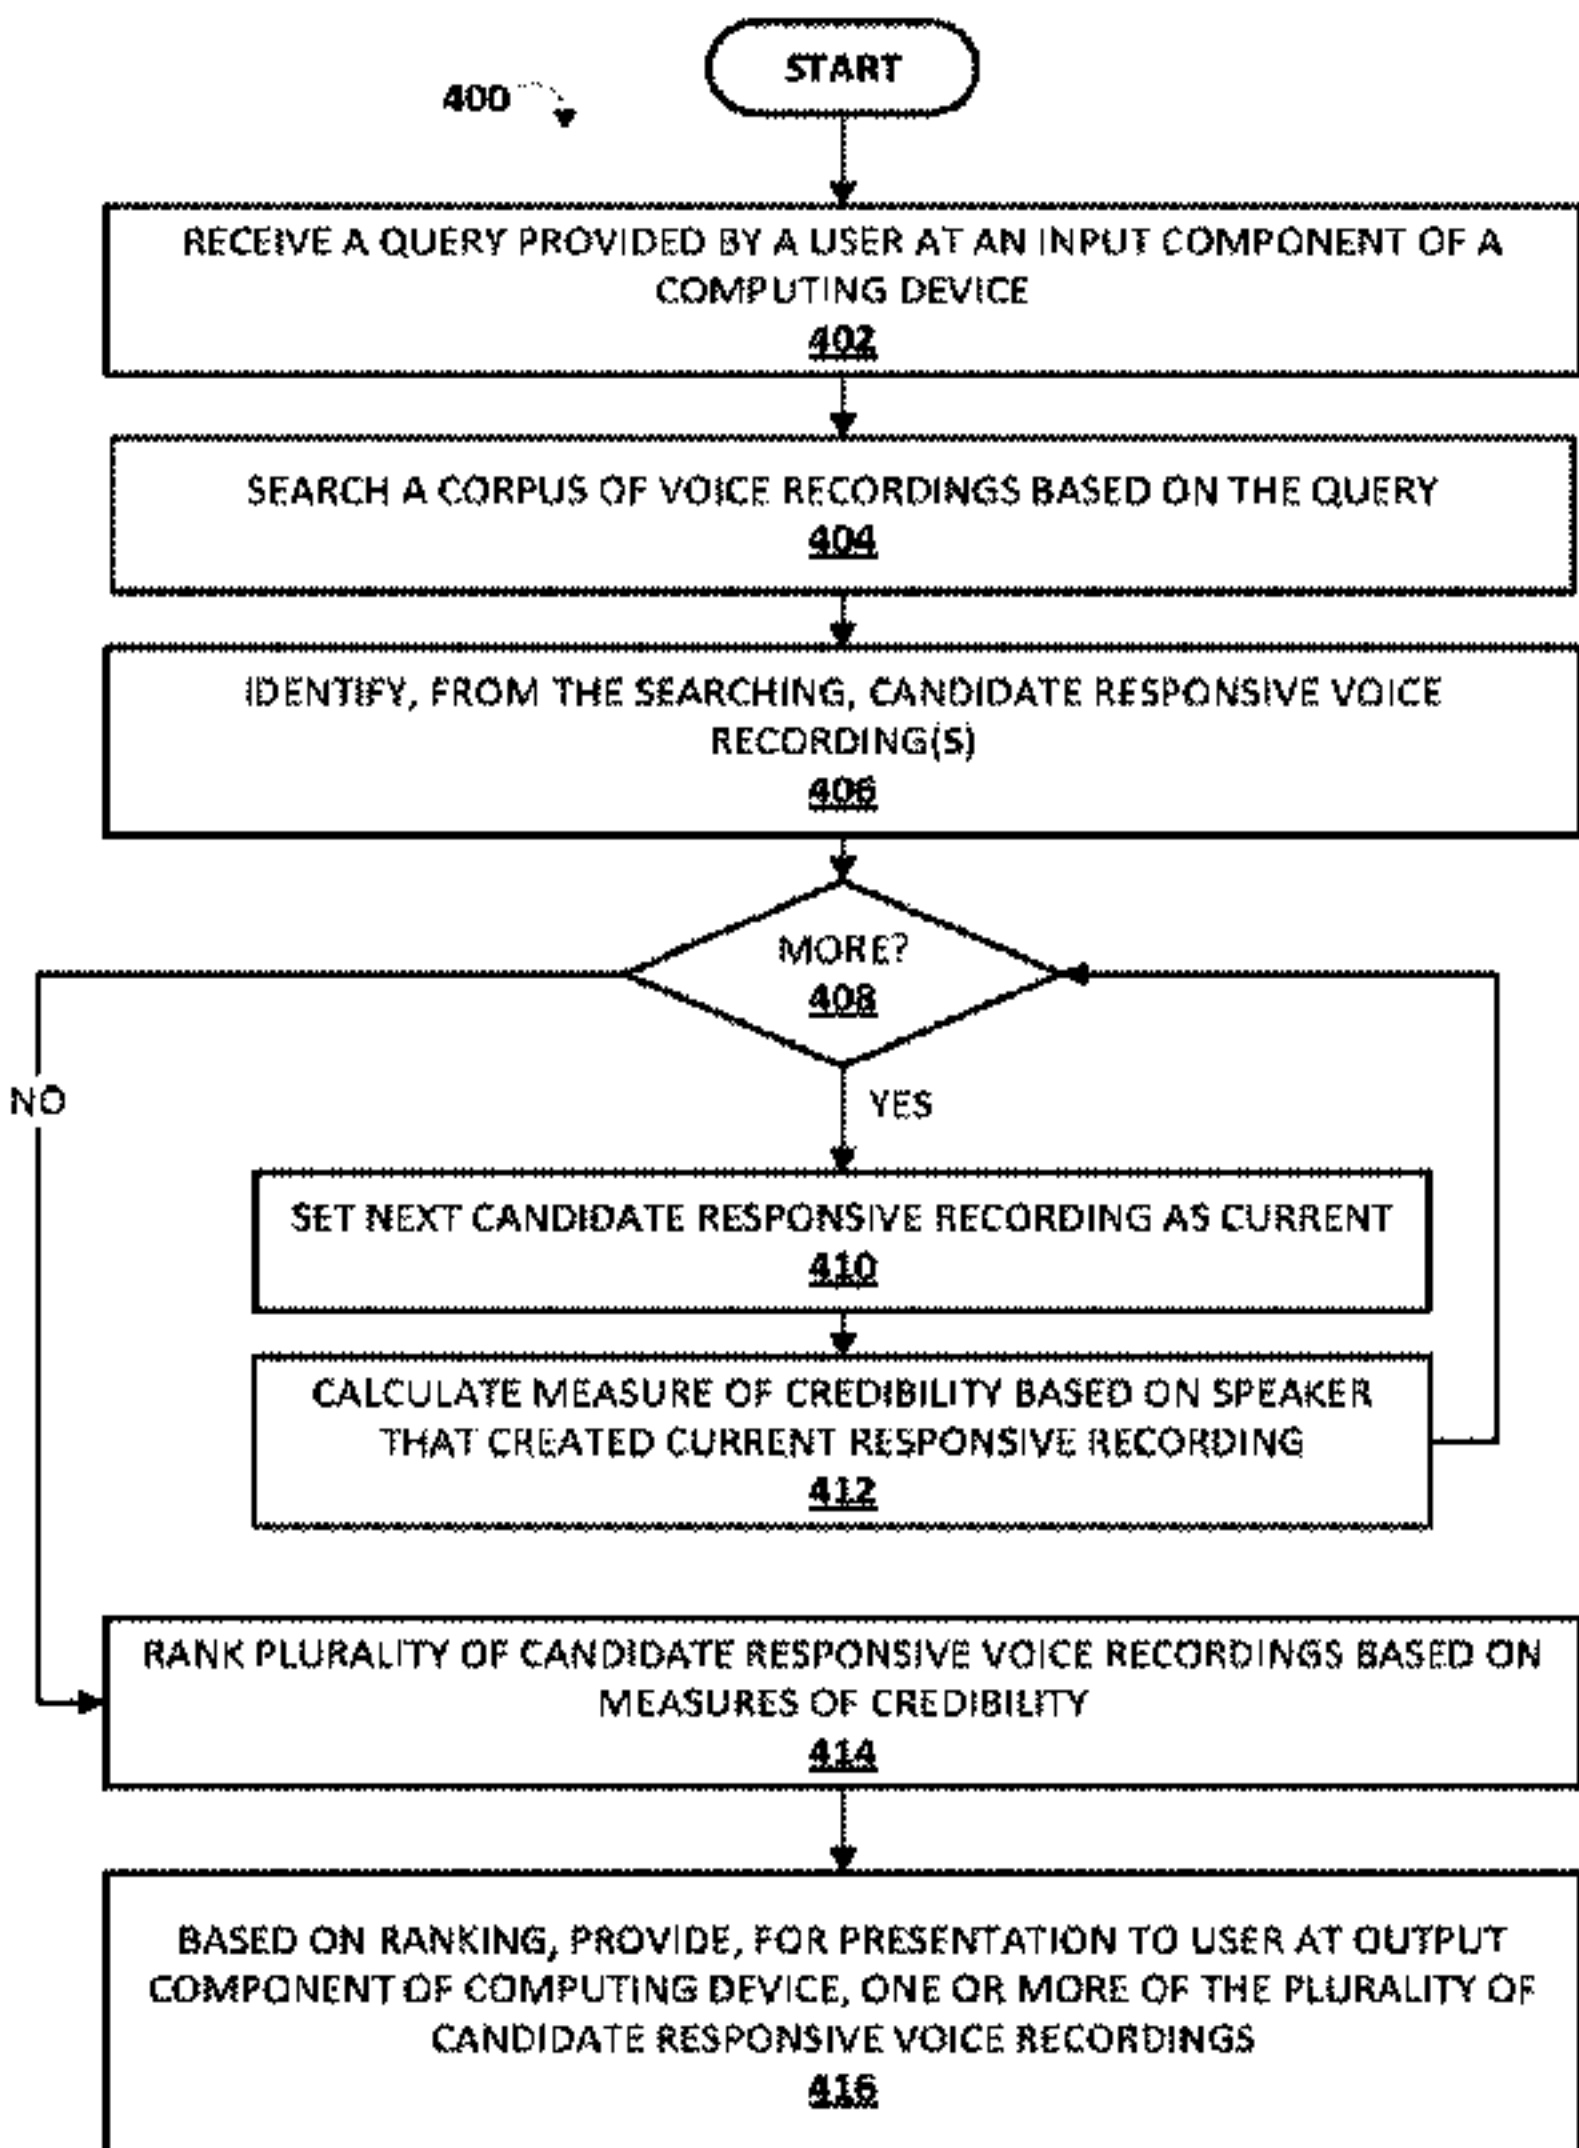 START
400
RECEIVE A QUERY PROVIDED BY A USER AT AN INPUT COMPONENT OF A
COMPUTING DEVICE
402
SEARCH A CORPUS OF VOICE RECORDINGS BASED ON THE QUERY
404
IDENTIFY, FROM THE SEARCHING, CANDIDATE RESPONSIVE VOICE
RECORDING(S)
406
MORE?
408
NO
YES
SET NEXT CANDIDATE RESPONSIVE RECORDING AS CURRENT
410
CALCULATE MEASURE OF CREDIBILITY BASED ON SPEAKER
THAT CREATED CURRENT RESPONSIVE RECORDING
412
RANK PLURALITY OF CANDIDATE RESPONSIVE VOICE RECORDINGS BASED ON
MEASURES OF CREDIBILITY
414
BASED ON RANKING, PROVIDE, FOR PRESENTATION TO USER AT OUTPUT
COMPONENT OF COMPUTING DEVICE, ONE OR MORE OF THE PLURALITY OF
CANDIDATE RESPONSIVE VOICE RECORDINGS
416